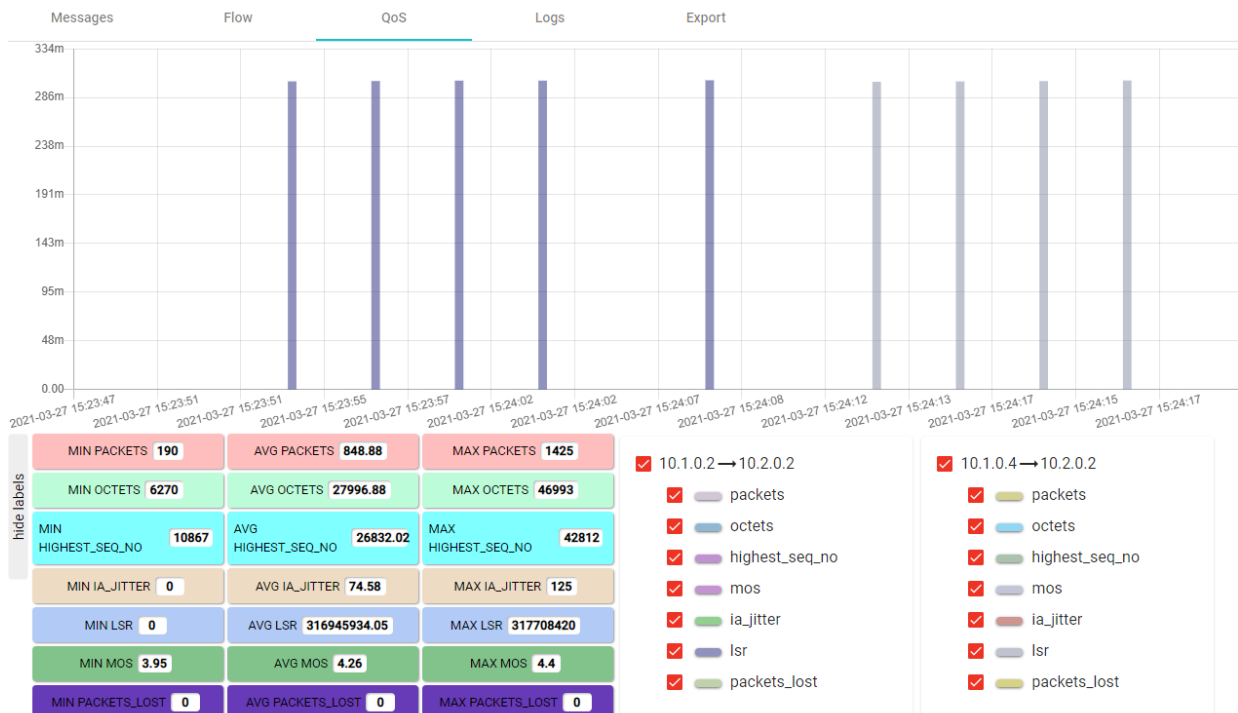 Messages Flow QoS Logs Export
334m
286m
238m
191m
143m
95m
48m
0.00
2021-03-27 15:23:47 2021-03-27 15:23:51 2021-03-27 15:23:51 2021-03-27 15:23:55 2021-03-27 15:23:57 2021-03-27 15:24:02 2021-03-27 15:24:02 2021-03-27 15:24:07 2021-03-27 15:24:08 2021-03-27 15:24:12 2021-03-27 15:24:13 2021-03-27 15:24:17 2021-03-27 15:24:15 2021-03-27 15:24:17
hide labels
MIN PACKETS 190 AVG PACKETS 848.88 MAX PACKETS 1425
MIN OCTETS 6270 AVG OCTETS 27996.88 MAX OCTETS 46993
MIN HIGHEST_SEQ_NO 10867 AVG HIGHEST_SEQ_NO 26832.02 MAX HIGHEST_SEQ_NO 42812
MIN IA_JITTER 0 AVG IA_JITTER 74.58 MAX IA_JITTER 125
MIN LSR 0 AVG LSR 316945934.05 MAX LSR 317708420
MIN MOS 3.95 AVG MOS 4.26 MAX MOS 4.4
MIN PACKETS_LOST 0 AVG PACKETS_LOST 0 MAX PACKETS_LOST 0
10.1.0.2→10.2.0.2
packets
octets
highest_seq_no
mos
ia_jitter
lsr
packets_lost
10.1.0.4→10.2.0.2
packets
octets
highest_seq_no
mos
ia_jitter
lsr
packets_lost